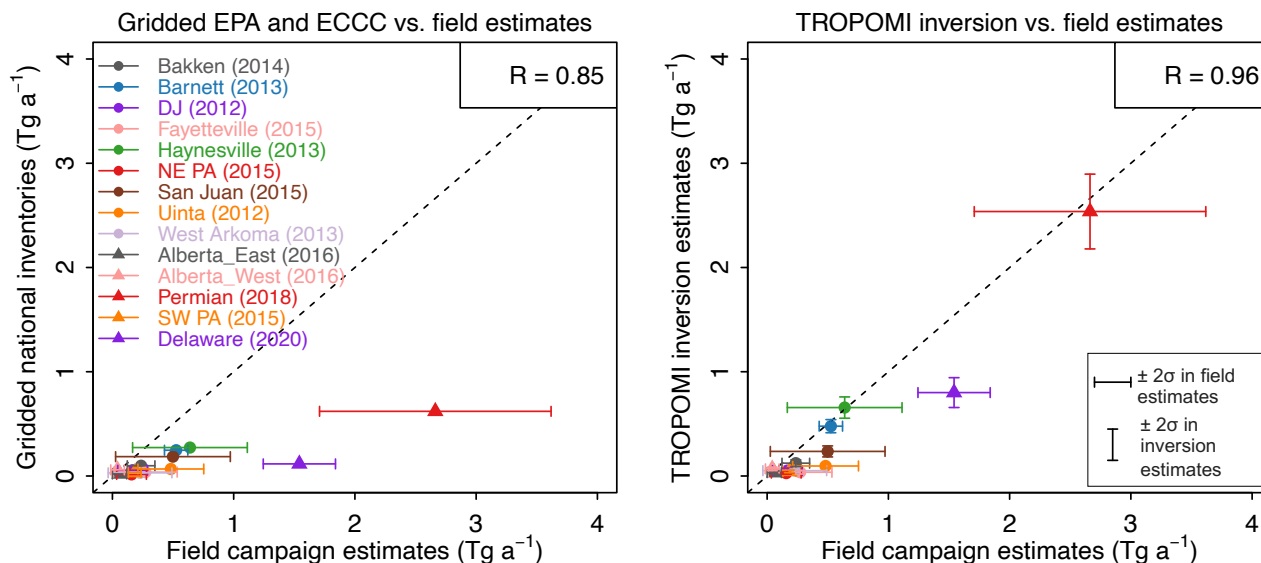 Gridded EPA and ECCC vs. field estimates
R = 0.85
Gridded national inventories (Tg a⁻¹)
4
3
2
1
0
Bakken (2014)
Barnett (2013)
DJ (2012)
Fayetteville (2015)
Haynesville (2013)
NE PA (2015)
San Juan (2015)
Uinta (2012)
West Arkoma (2013)
Alberta_East (2016)
Alberta_West (2016)
Permian (2018)
SW PA (2015)
Delaware (2020)
0 1 2 3 4
Field campaign estimates (Tg a⁻¹)
TROPOMI inversion vs. field estimates
R = 0.96
TROPOMI inversion estimates (Tg a⁻¹)
4
3
2
1
0
± 2σ in field
estimates
± 2σ in
inversion
estimates
0 1 2 3 4
Field campaign estimates (Tg a⁻¹)